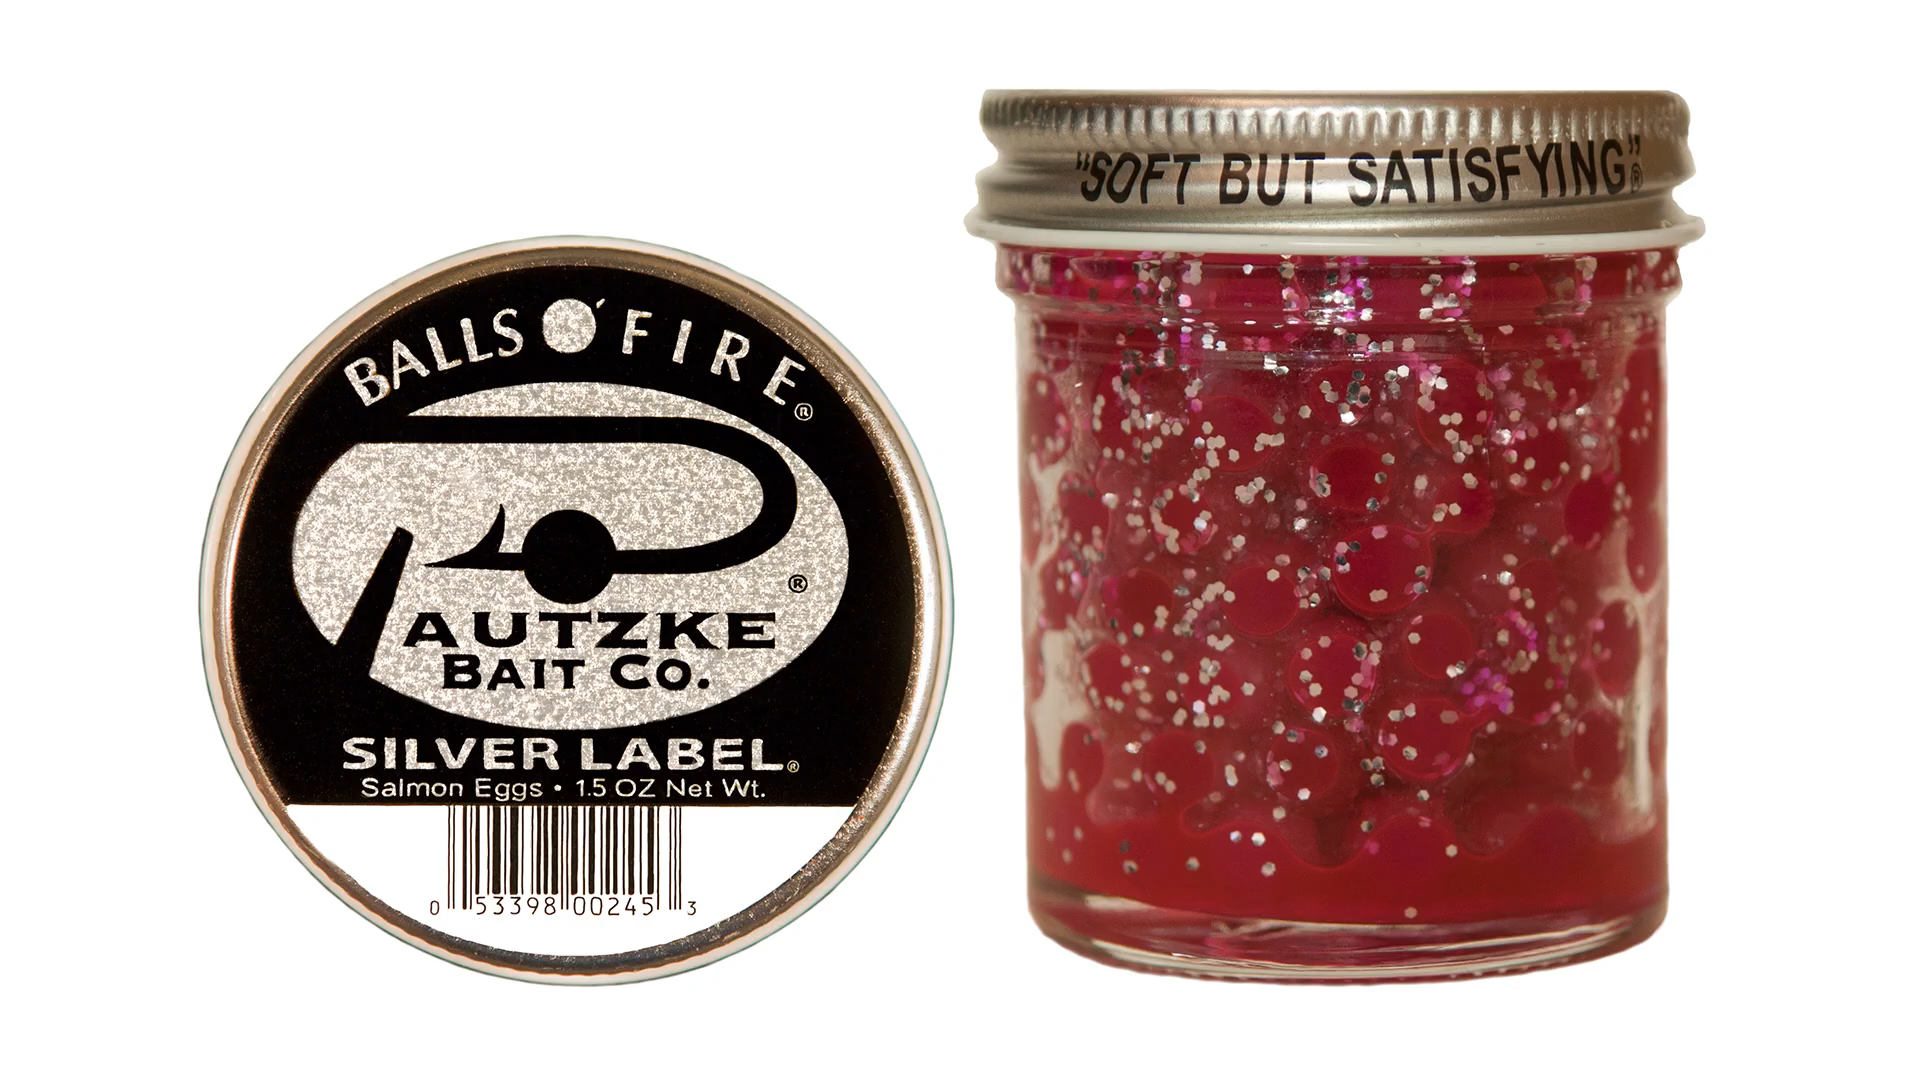 BALLS O'FIRE®
PAUTZKE®
BAIT CO.
SILVER LABEL®
Salmon Eggs • 1.5 OZ Net Wt.
0 53398 00245 3
"SOFT BUT SATISFYING"®